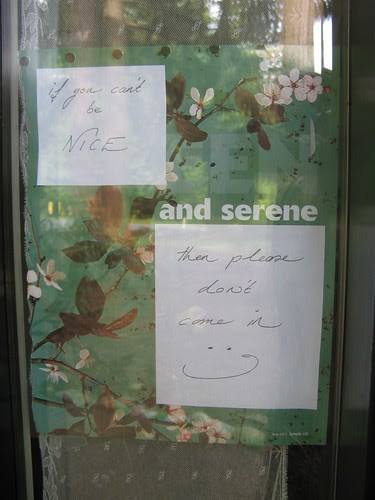 if you can't
be
NICE
and serene
then please
don't
come in